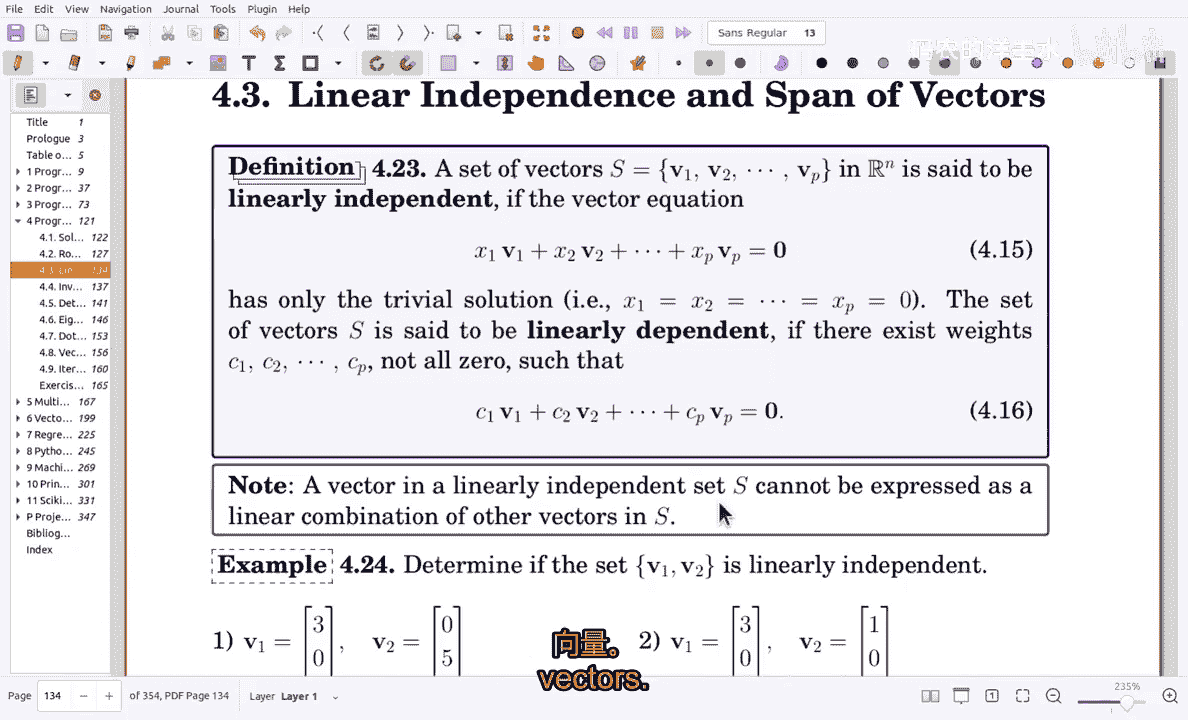 File Edit View Navigation Journal Tools Plugin Help
Sans Regular 13
Title 1
Prologue 3
Table o... 5
1 Progr... 9
2 Progr... 37
3 Progr... 73
4 Progr... 121
4.1. Sol... 122
4.2. Ro... 127
134
4.4. Inv... 137
4.5. Det... 141
4.6. Eig... 146
4.7. Dot... 153
4.8. Vec... 156
4.9. Iter... 160
Exercis... 165
5 Multi... 167
6 Vecto... 199
7 Regre... 225
8 Pytho... 245
9 Machi... 269
10 Prin... 301
11 Sciki... 331
P Proje... 347
Bibliog...
Index
4.3. Linear Independence and Span of Vectors
Definition 4.23. A set of vectors S = {v₁, v₂, ⋯ , vₚ} in ℝⁿ is said to be
linearly independent, if the vector equation
x₁ v₁ + x₂ v₂ + ⋯ + xₚ vₚ = 0 (4.15)
has only the trivial solution (i.e., x₁ = x₂ = ⋯ = xₚ = 0). The set
of vectors S is said to be linearly dependent, if there exist weights
c₁, c₂, ⋯ , cₚ, not all zero, such that
c₁ v₁ + c₂ v₂ + ⋯ + cₚ vₚ = 0. (4.16)
Note: A vector in a linearly independent set S cannot be expressed as a
linear combination of other vectors in S.
Example 4.24. Determine if the set {v₁, v₂} is linearly independent.
1) v₁ = [3 0], v₂ = [0 5] 2) v₁ = [3 0], v₂ = [1 0]
向量。
vectors.
Page 134 − + of 354, PDF Page 134 Layer Layer 1 235%